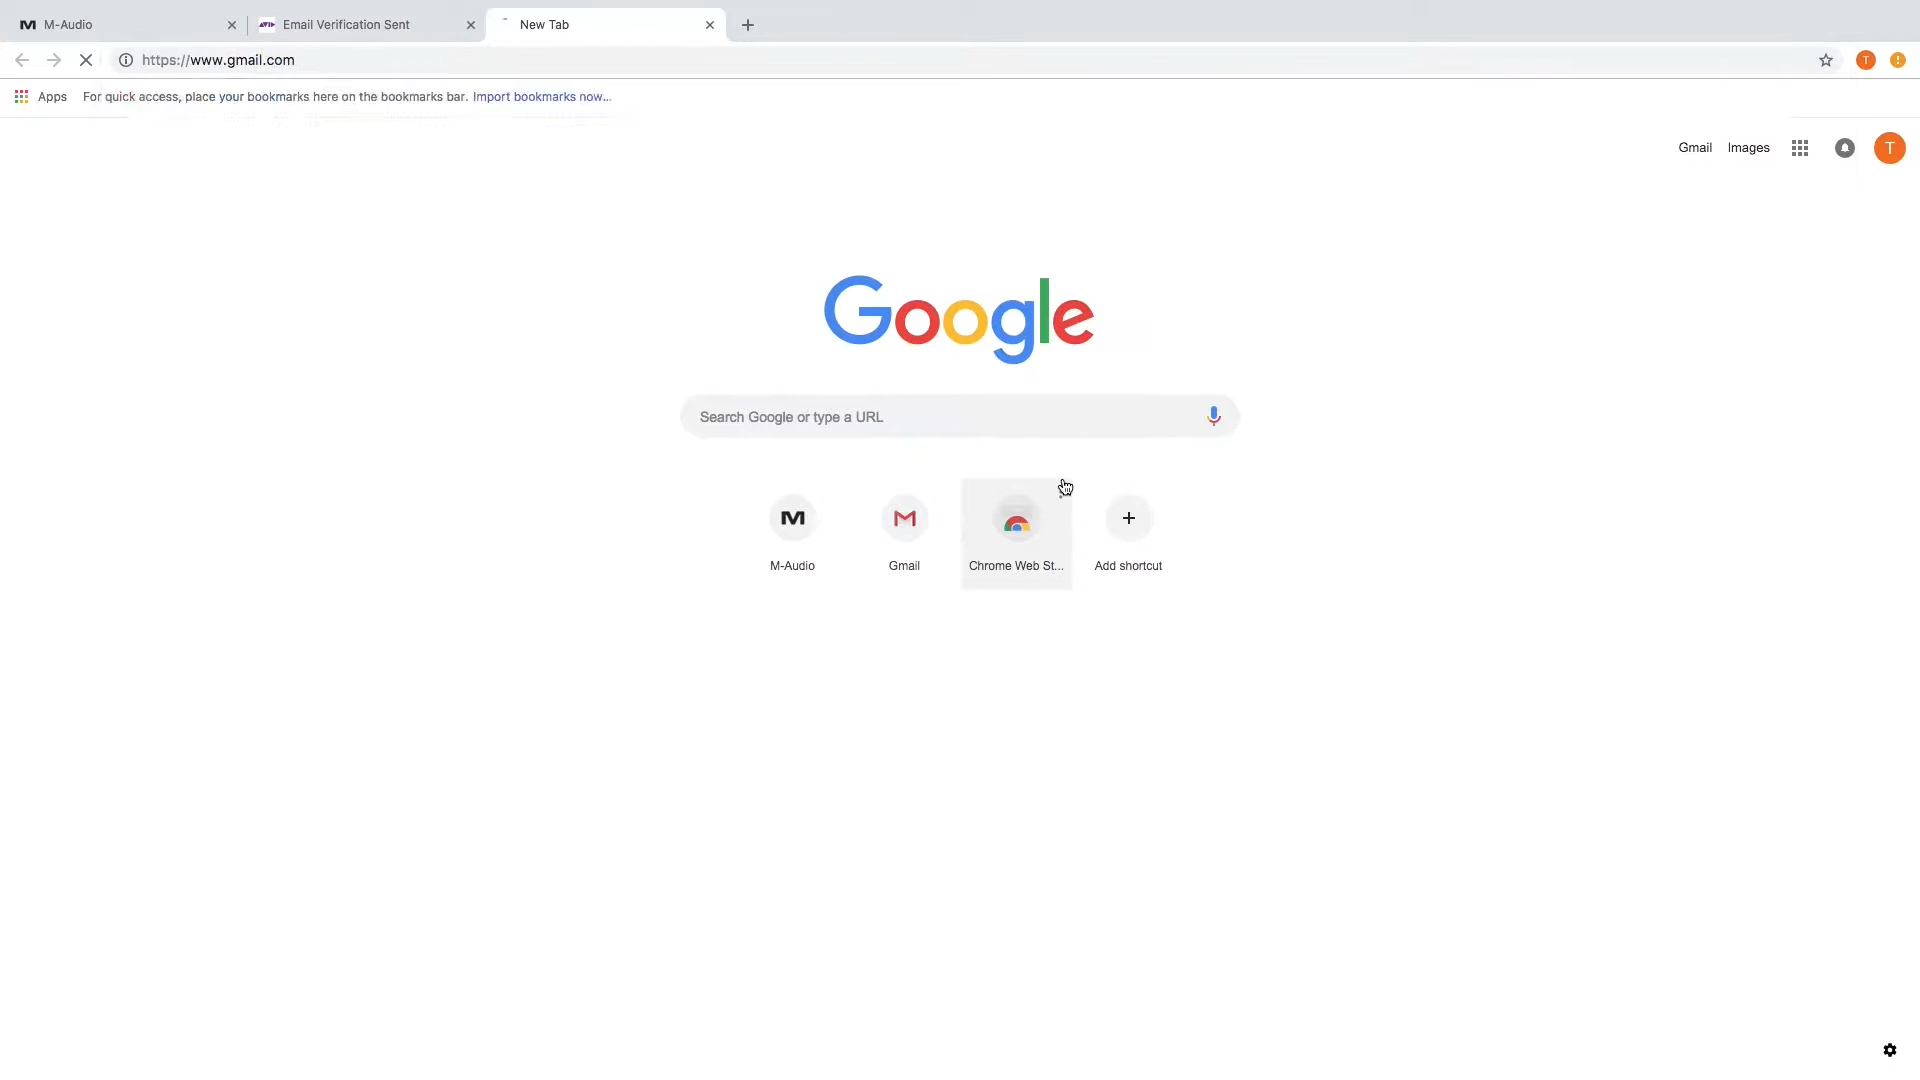 M-Audio
AVID Email Verification Sent
New Tab
https://www.gmail.com
T
Apps For quick access, place your bookmarks here on the bookmarks bar. Import bookmarks now...
Gmail Images
T
Google
Search Google or type a URL
M-Audio
Gmail
Chrome Web St...
Add shortcut